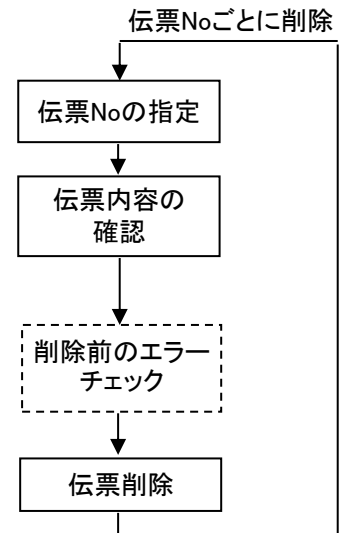 伝票Noごとに削除
伝票Noの指定
伝票内容の
確認
削除前のエラー
チェック
伝票削除